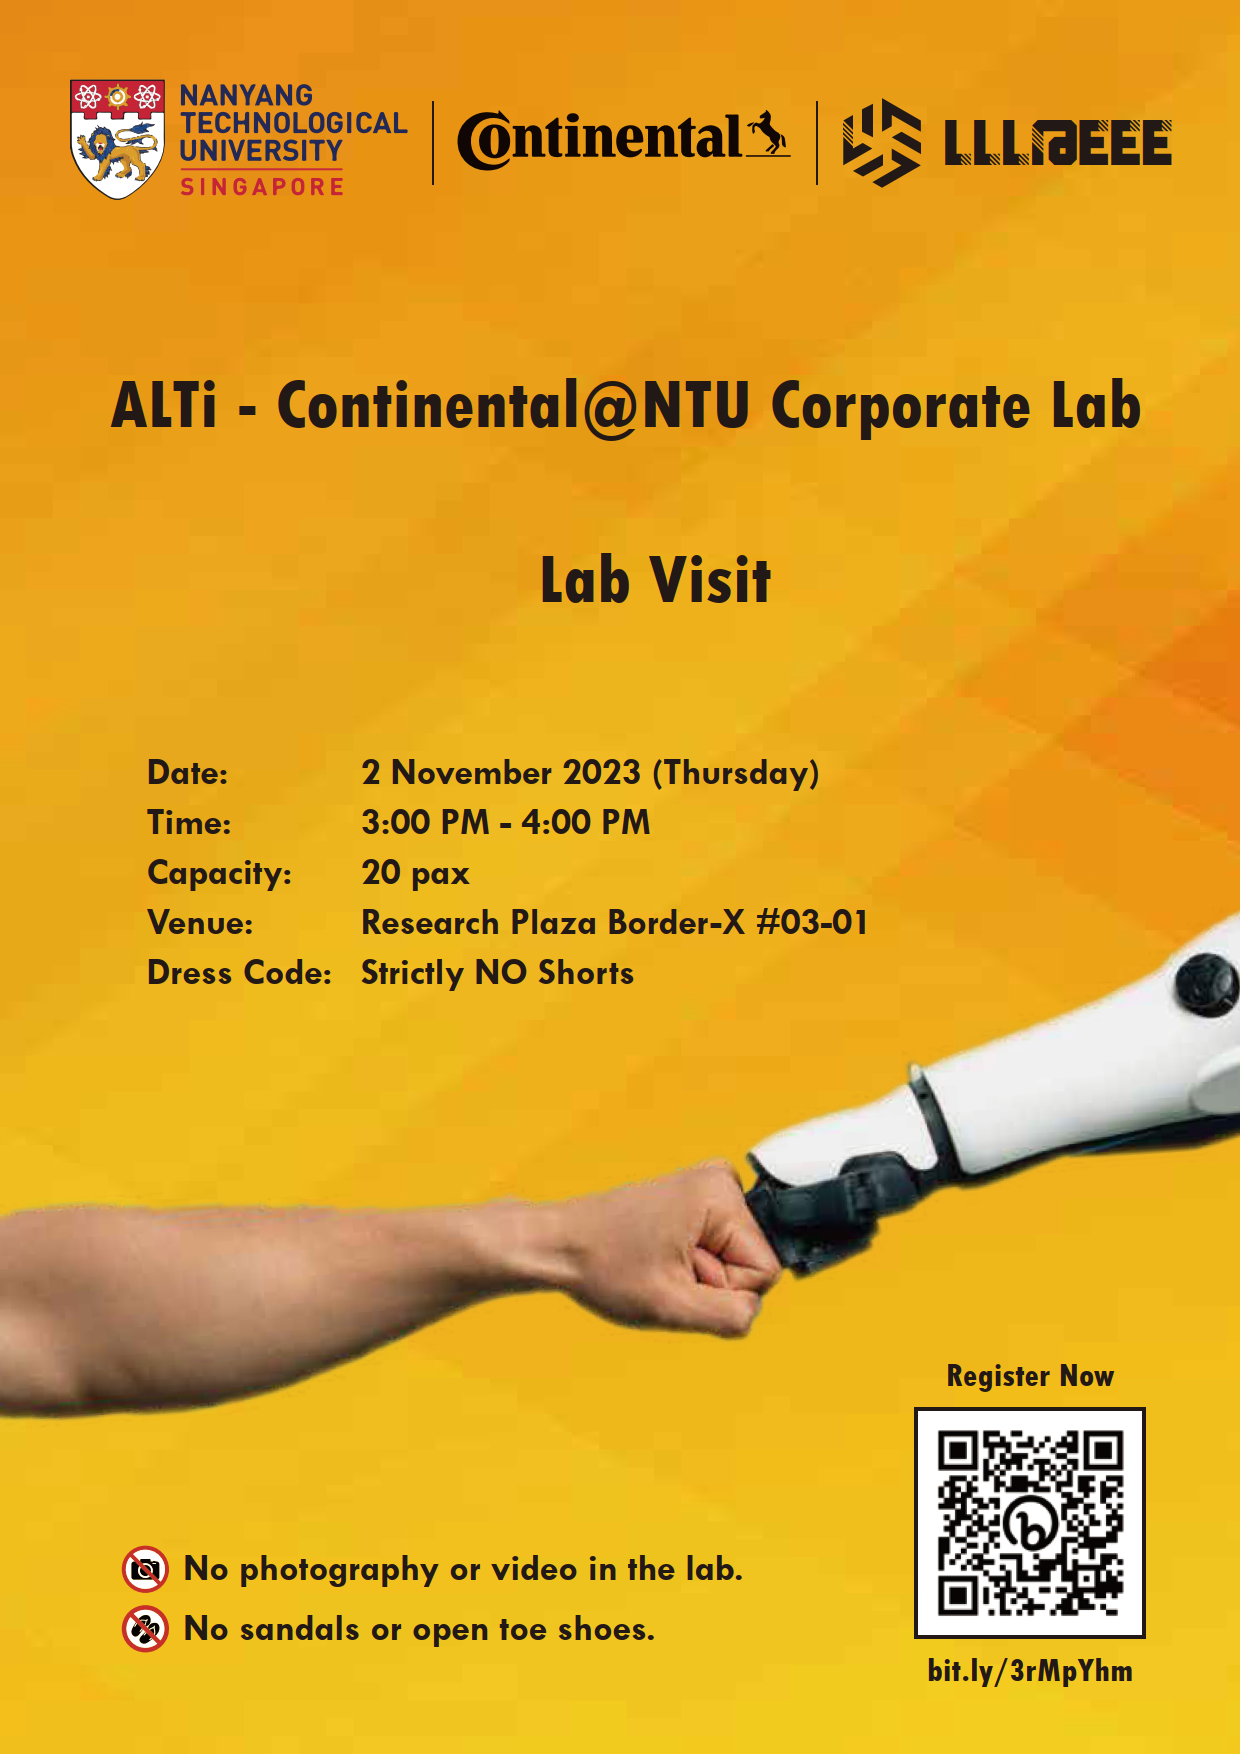 NANYANG
TECHNOLOGICAL
UNIVERSITY
SINGAPORE
Continental
LLLR@EEE
ALTi - Continental@NTU Corporate Lab
Lab Visit
Date: 2 November 2023 (Thursday)
Time: 3:00 PM - 4:00 PM
Capacity: 20 pax
Venue: Research Plaza Border-X #03-01
Dress Code: Strictly NO Shorts
Register Now
b
No photography or video in the lab.
No sandals or open toe shoes.
bit.ly/3rMpYhm